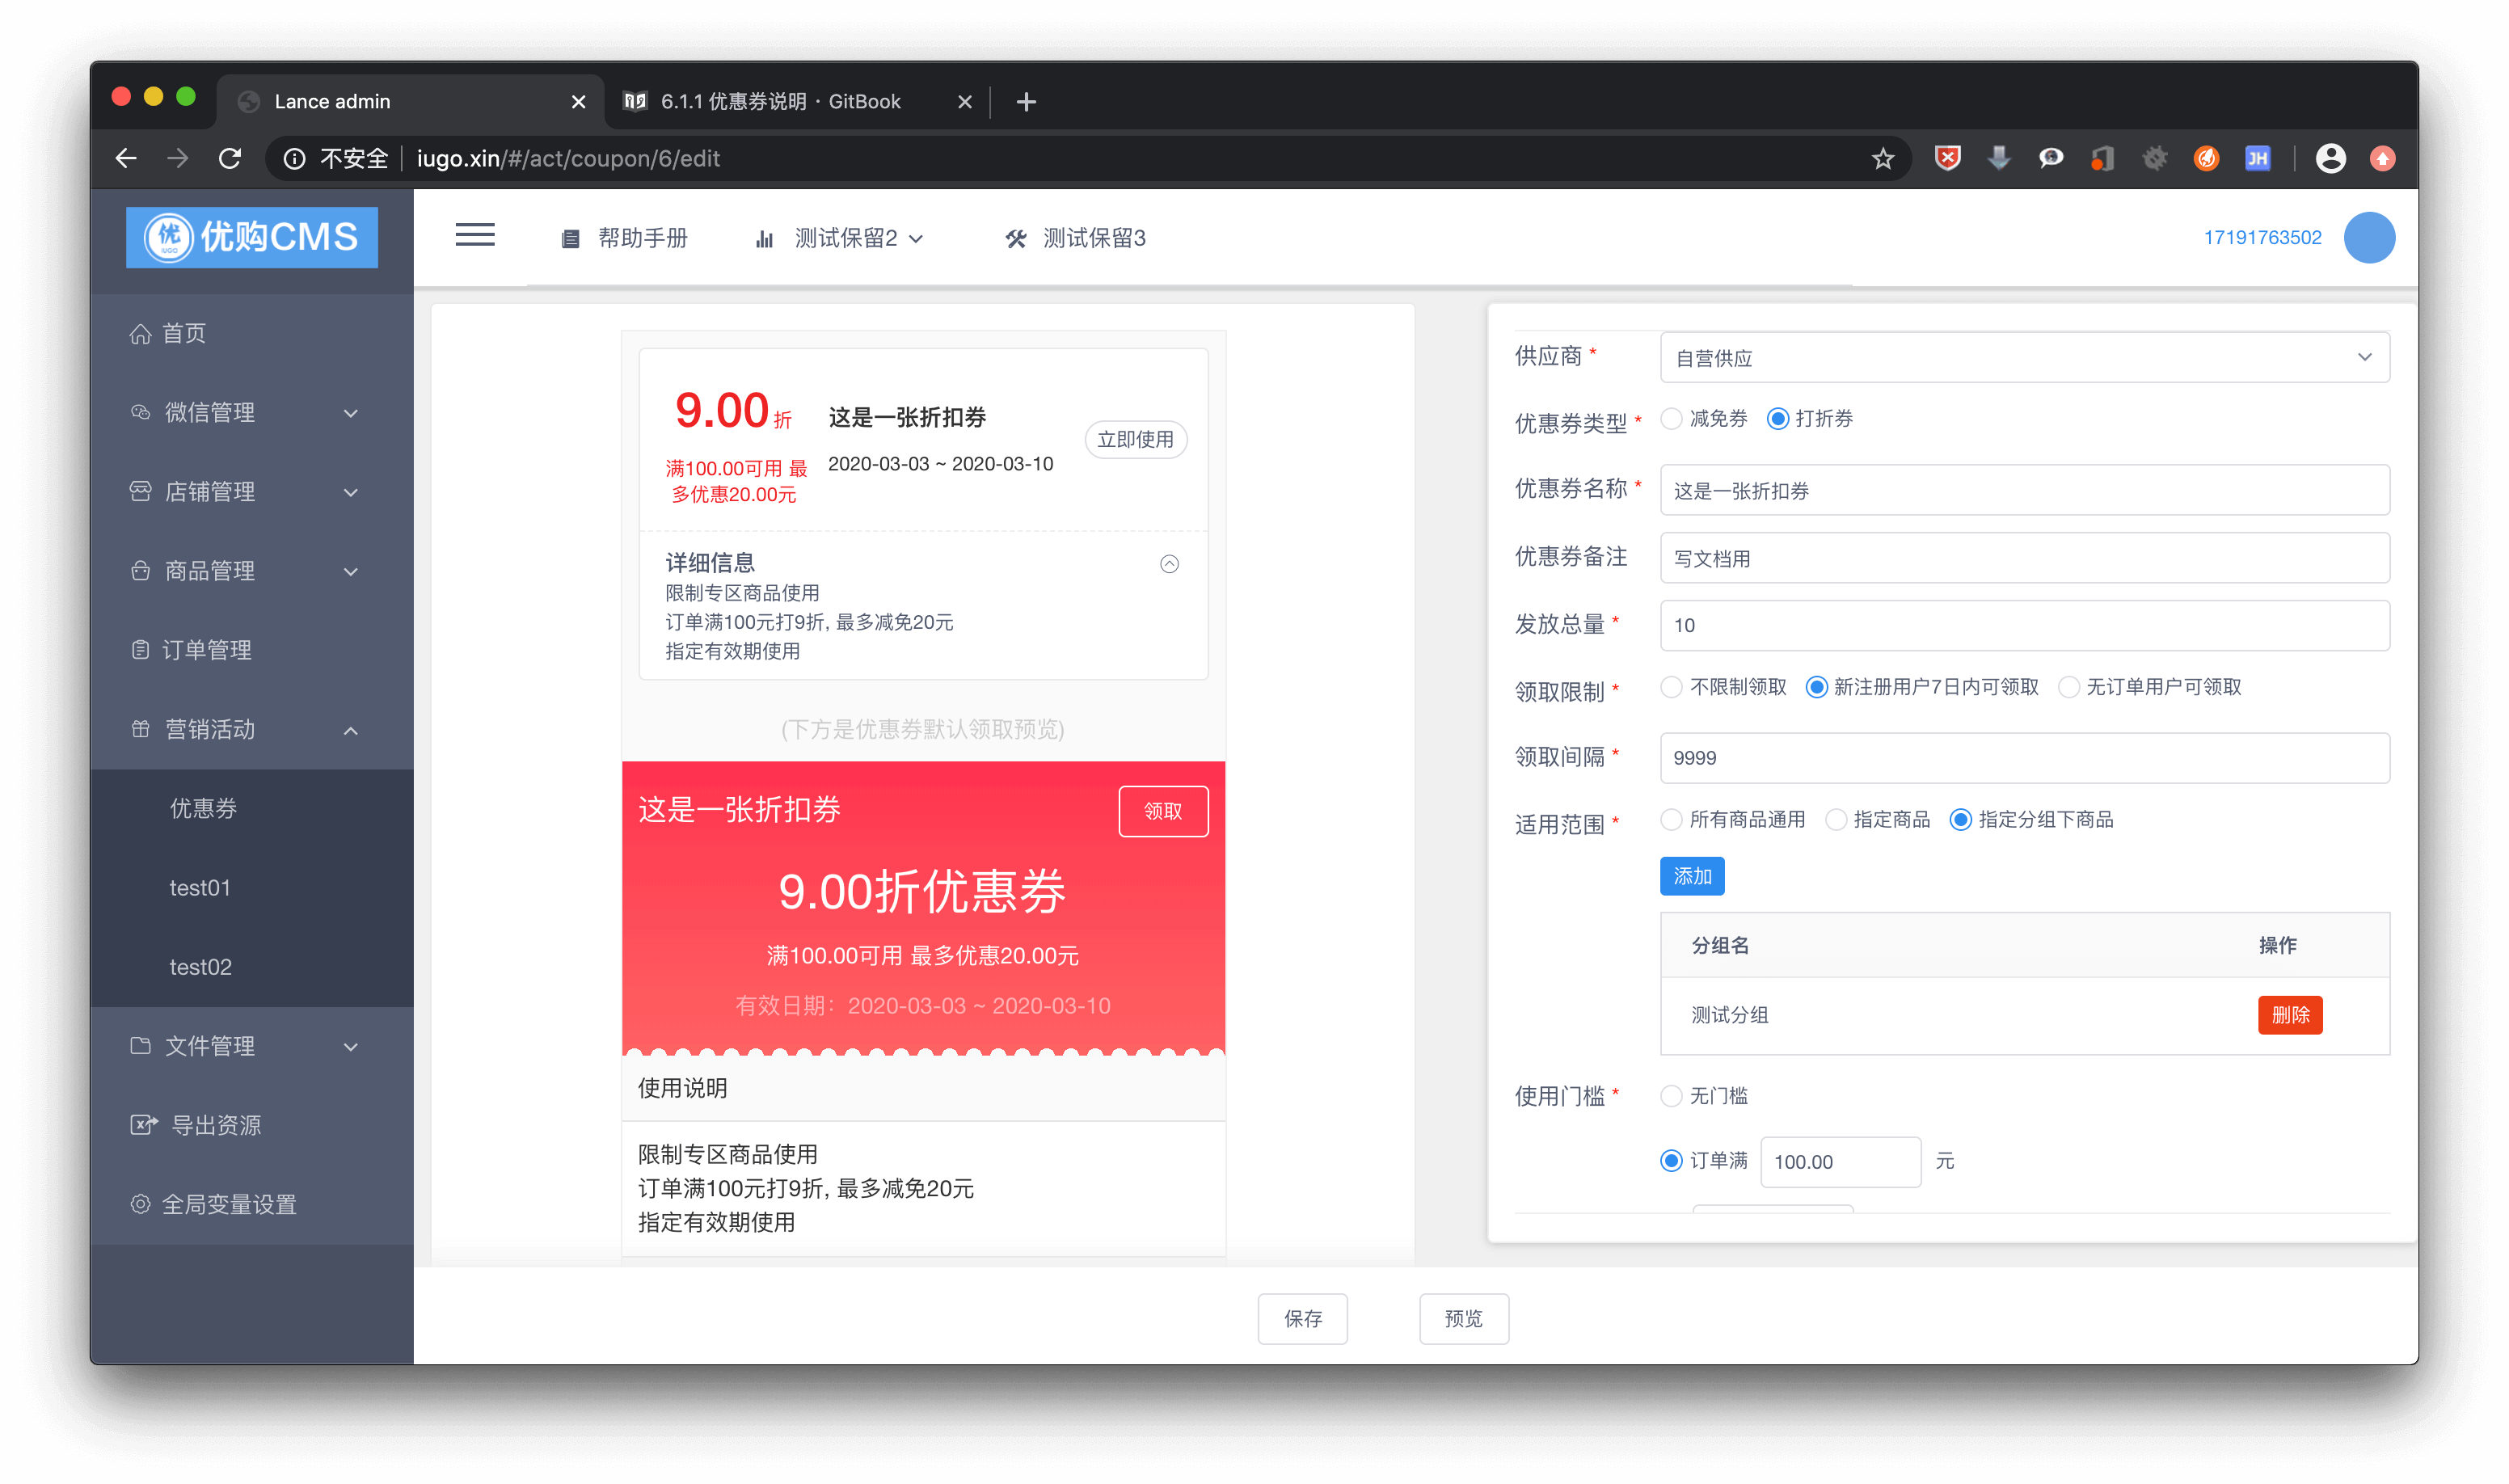 Lance admin
6.1.1 优惠券说明 · GitBook
不安全
iugo.xin/#/act/coupon/6/edit
JH
优
IUGO
优购CMS
帮助手册
测试保留2
测试保留3
17191763502
首页
微信管理
店铺管理
商品管理
订单管理
营销活动
优惠券
test01
test02
文件管理
导出资源
全局变量设置
9.00折
满100.00可用 最
多优惠20.00元
这是一张折扣券
2020-03-03 ~ 2020-03-10
立即使用
详细信息
限制专区商品使用
订单满100元打9折, 最多减免20元
指定有效期使用
(下方是优惠券默认领取预览)
这是一张折扣券
领取
9.00折优惠券
满100.00可用 最多优惠20.00元
有效日期：2020-03-03 ~ 2020-03-10
使用说明
限制专区商品使用
订单满100元打9折, 最多减免20元
指定有效期使用
供应商 *
自营供应
优惠券类型 *
减免券 打折券
优惠券名称 *
这是一张折扣券
优惠券备注
写文档用
发放总量 *
10
领取限制 *
不限制领取 新注册用户7日内可领取 无订单用户可领取
领取间隔 *
9999
适用范围 *
所有商品通用 指定商品 指定分组下商品
添加
分组名 操作
测试分组 删除
使用门槛 *
无门槛
订单满 100.00 元
保存
预览